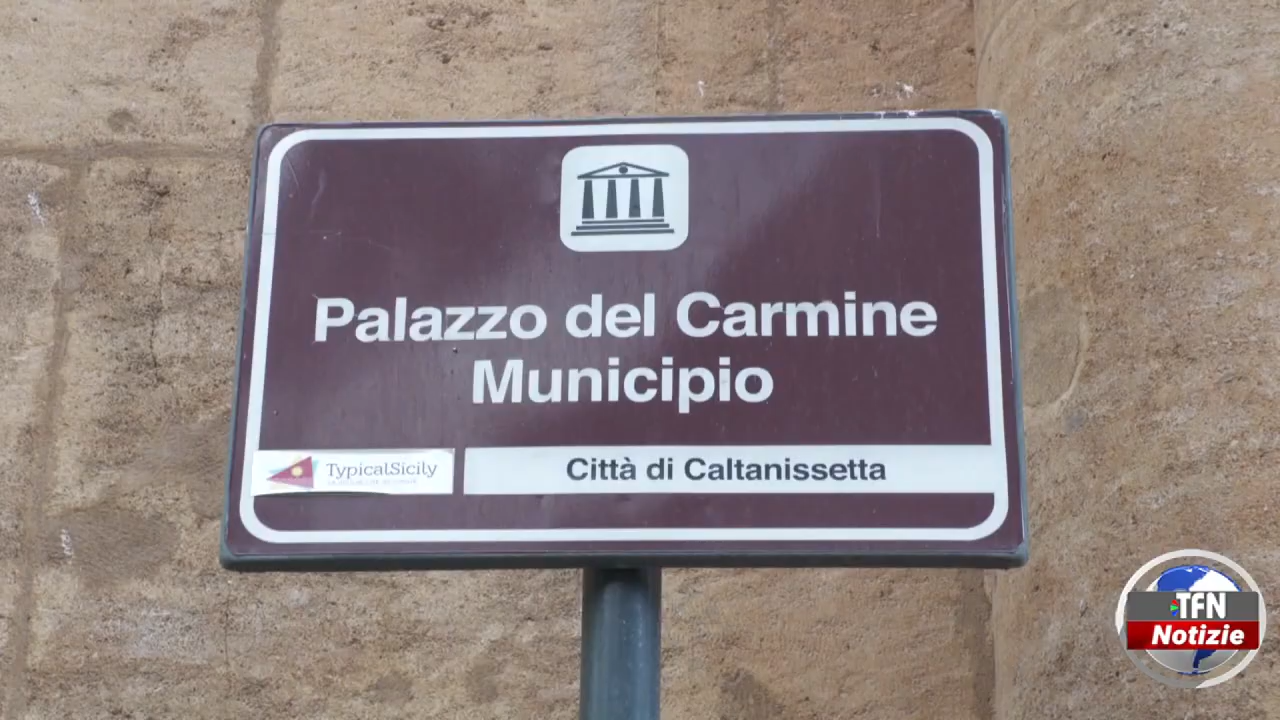 Palazzo del Carmine
Municipio
TypicalSicily
Città di Caltanissetta
TFN
Notizie